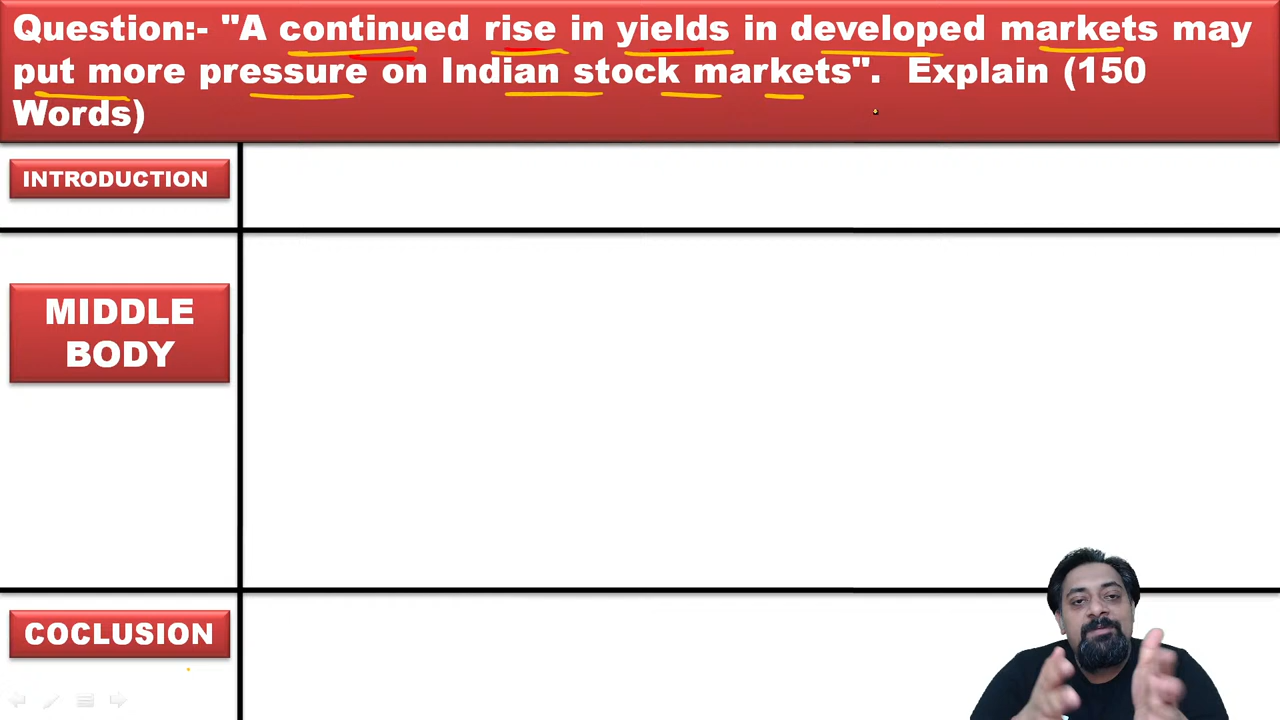 Question:- "A continued rise in yields in developed markets may
put more pressure on Indian stock markets".  Explain (150
Words)
INTRODUCTION
MIDDLE
BODY
COCLUSION